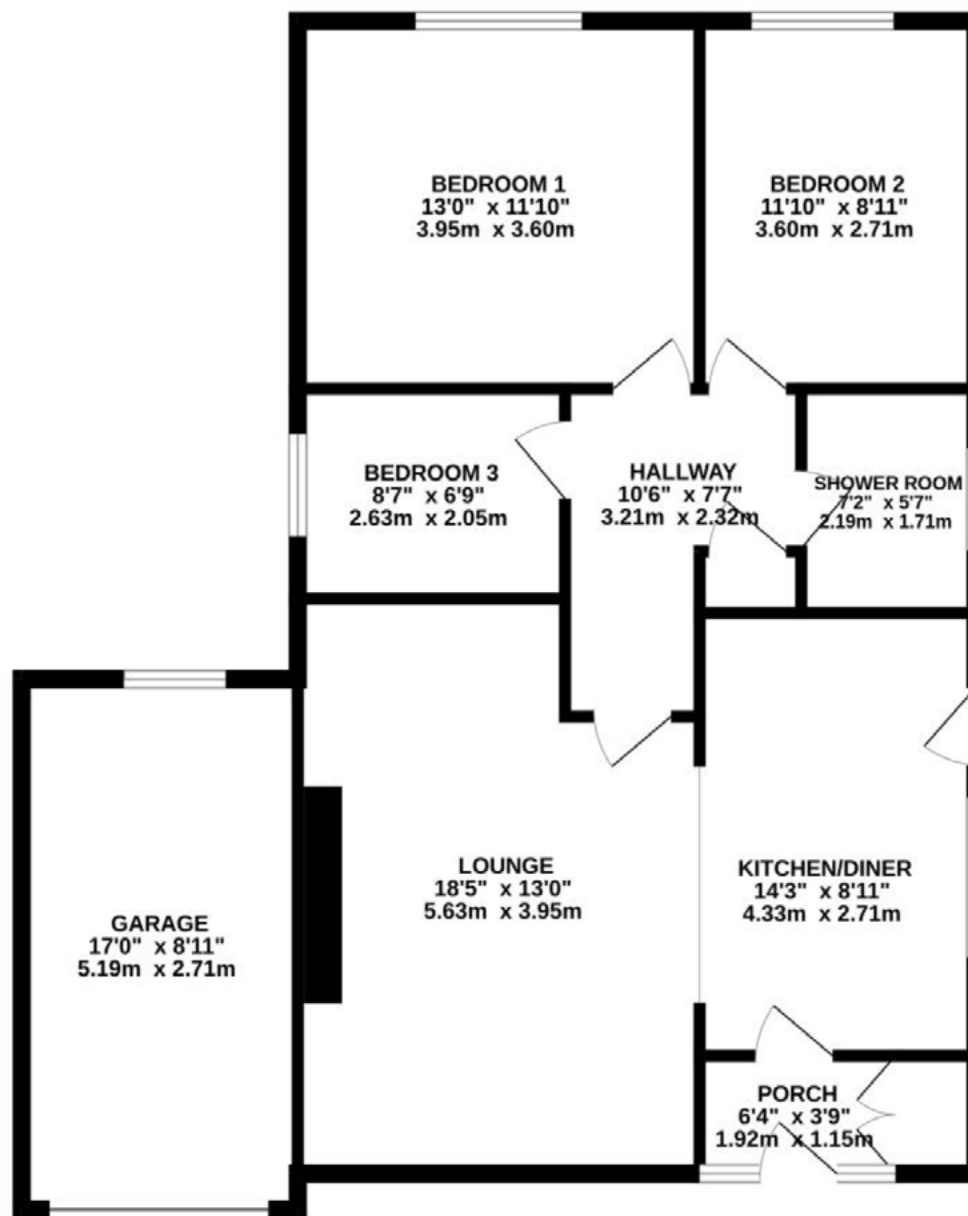 BEDROOM 1
13'0" x 11'10"
3.95m x 3.60m
BEDROOM 2
11'10" x 8'11"
3.60m x 2.71m
BEDROOM 3
8'7" x 6'9"
2.63m x 2.05m
HALLWAY
10'6" x 7'7"
3.21m x 2.32m
SHOWER ROOM
7'2" x 5'7"
2.19m x 1.71m
LOUNGE
18'5" x 13'0"
5.63m x 3.95m
KITCHEN/DINER
14'3" x 8'11"
4.33m x 2.71m
GARAGE
17'0" x 8'11"
5.19m x 2.71m
PORCH
6'4" x 3'9"
1.92m x 1.15m